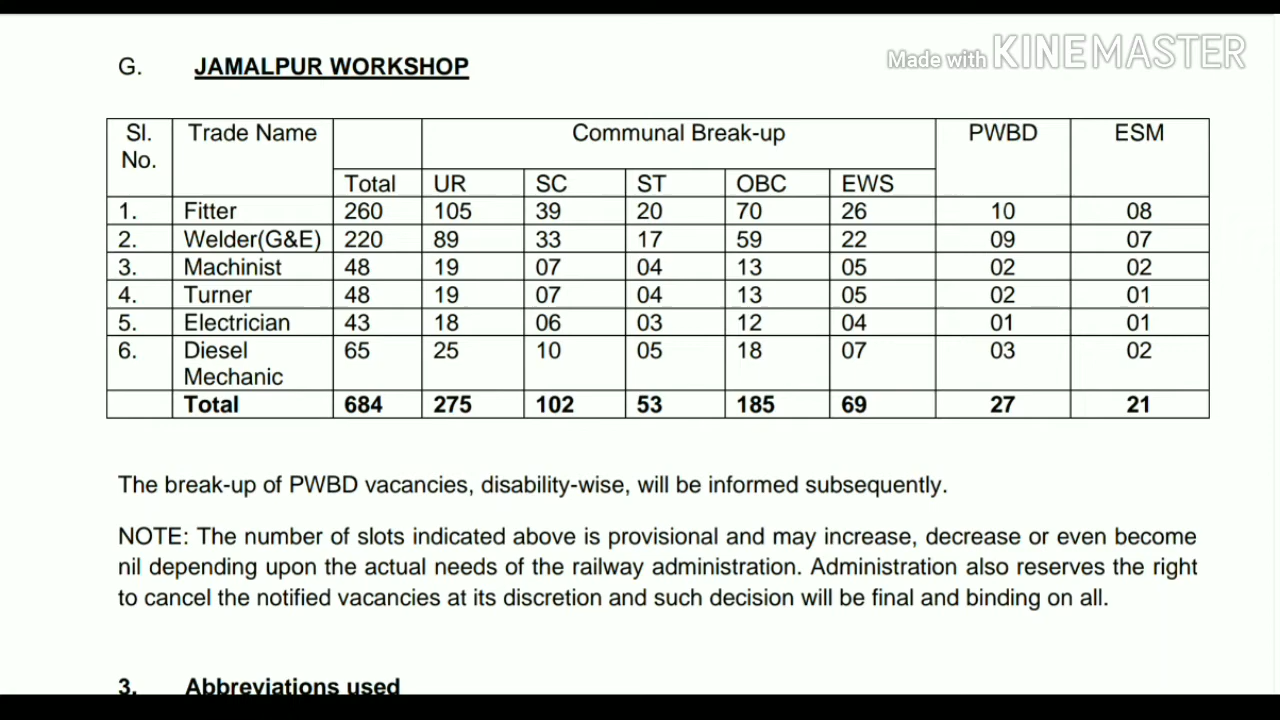 Made with KINEMASTER
G. JAMALPUR WORKSHOP
Sl. No. Trade Name Communal Break-up PWBD ESM
Total UR SC ST OBC EWS
1. Fitter 260 105 39 20 70 26 10 08
2. Welder(G&E) 220 89 33 17 59 22 09 07
3. Machinist 48 19 07 04 13 05 02 02
4. Turner 48 19 07 04 13 05 02 01
5. Electrician 43 18 06 03 12 04 01 01
6. Diesel Mechanic 65 25 10 05 18 07 03 02
Total 684 275 102 53 185 69 27 21
The break-up of PWBD vacancies, disability-wise, will be informed subsequently.
NOTE: The number of slots indicated above is provisional and may increase, decrease or even become
nil depending upon the actual needs of the railway administration. Administration also reserves the right
to cancel the notified vacancies at its discretion and such decision will be final and binding on all.
3. Abbreviations used